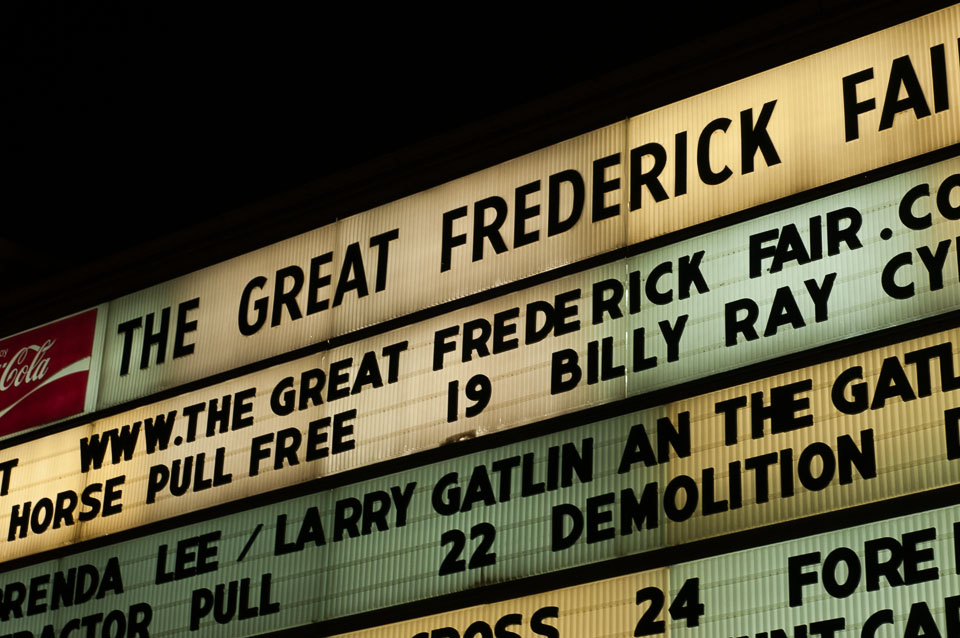 THE GREAT FREDERICK FAI
Cola
WWW.THE GREAT FREDERICK FAIR.CO
HORSE PULL FREE 19 BILLY RAY CY
BRENDA LEE / LARRY GATLIN AN THE GATL
TRACTOR PULL 22 DEMOLITION D
CROSS 24 FORE